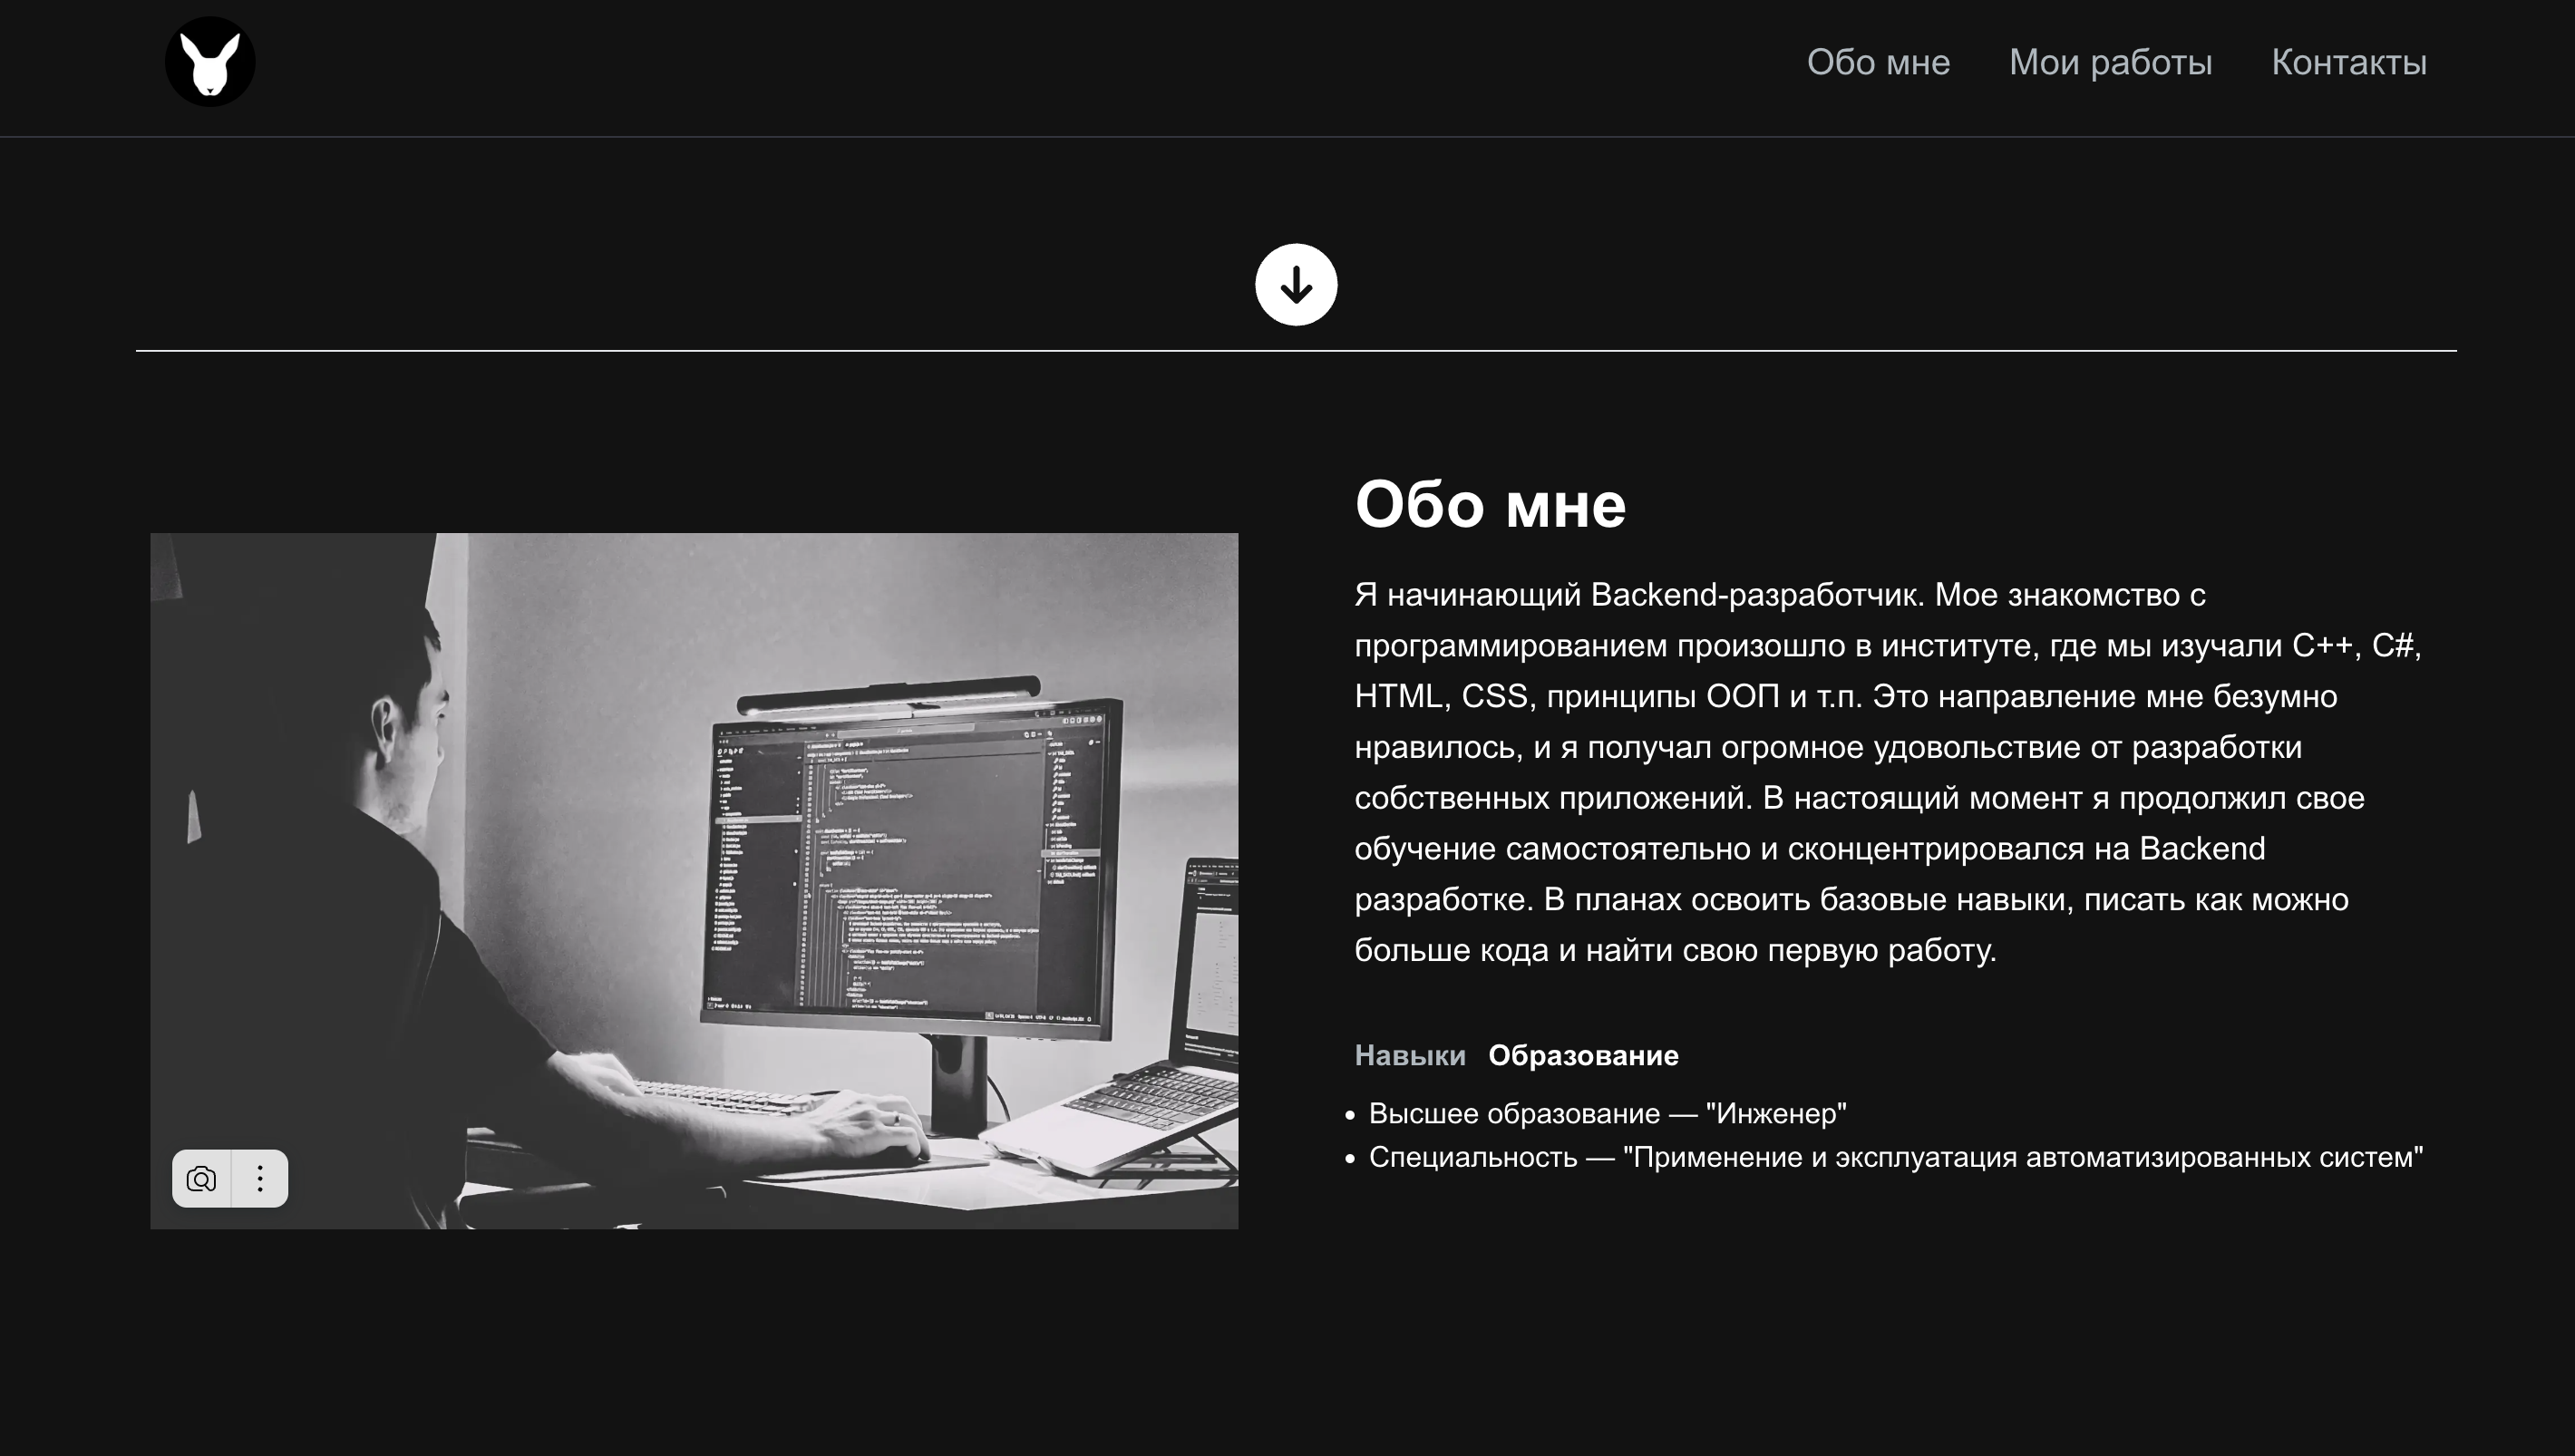 Обо мне Мои работы Контакты
Обо мне
Я начинающий Backend-разработчик. Мое знакомство с
программированием произошло в институте, где мы изучали C++, C#,
HTML, CSS, принципы ООП и т.п. Это направление мне безумно
нравилось, и я получал огромное удовольствие от разработки
собственных приложений. В настоящий момент я продолжил свое
обучение самостоятельно и сконцентрировался на Backend
разработке. В планах освоить базовые навыки, писать как можно
больше кода и найти свою первую работу.
Навыки Образование
Высшее образование — "Инженер"
Специальность — "Применение и эксплуатация автоматизированных систем"